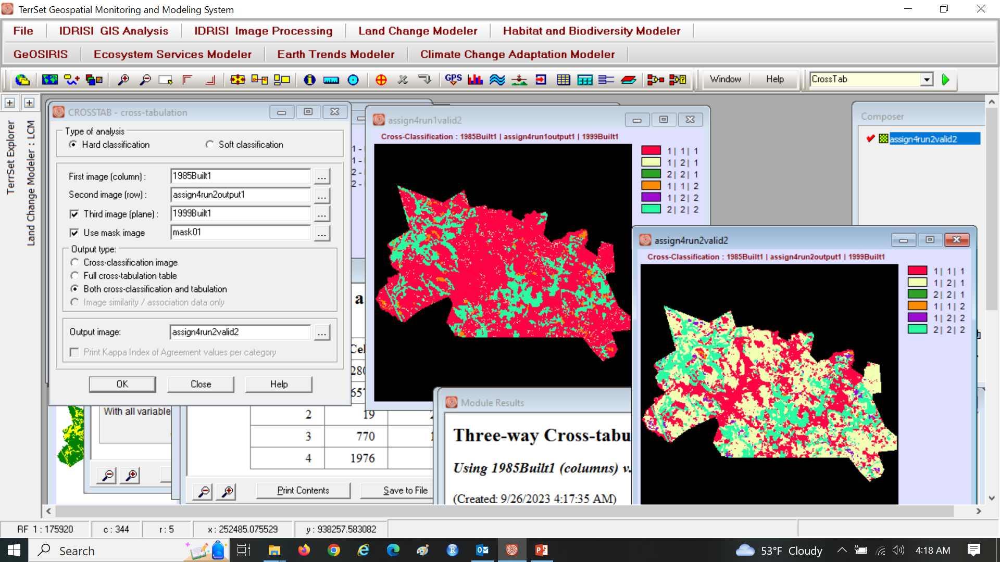 TerrSet Geospatial Monitoring and Modeling System
File
IDRISI GIS Analysis
IDRISI Image Processing
Land Change Modeler
Habitat and Biodiversity Modeler
GeOSIRIS
Ecosystem Services Modeler
Earth Trends Modeler
Climate Change Adaptation Modeler
GPS
Window
Help
CrossTab
TerrSet Explorer
Land Change Modeler : LCM
CROSSTAB - cross-tabulation
Type of analysis
Hard classification
Soft classification
First image (column) :
1985Built1
...
Second image (row) :
assign4run2output1
...
Third image (plane) :
1999Built1
...
Use mask image
mask01
...
Output type:
Cross-classification image
Full cross-tabulation table
Both cross-classification and tabulation
Image similarity / association data only
Output image:
assign4run2valid2
...
Print Kappa Index of Agreement values per category
OK
Close
Help
1 -
1 -
2 -
2 -
a
Cel
280
657
With all variable
2
19
3
770
4
1976
Print Contents
Save to File
assign4run1valid2
Cross-Classification : 1985Built1 | assign4run1output1 | 1999Built1
1 | 1 | 1
1 | 2 | 1
2 | 2 | 1
1 | 1 | 2
1 | 2 | 2
2 | 2 | 2
Module Results
Three-way Cross-tabu
Using 1985Built1 (columns) v.
(Created: 9/26/2023 4:17:35 AM)
Composer
assign4run2valid2
assign4run2valid2
Cross-Classification : 1985Built1 | assign4run2output1 | 1999Built1
1 | 1 | 1
1 | 2 | 1
2 | 2 | 1
1 | 1 | 2
1 | 2 | 2
2 | 2 | 2
RF 1 : 175920
c : 344
r : 5
x : 252485.075529
y : 938257.583082
Search
53°F Cloudy
4:18 AM